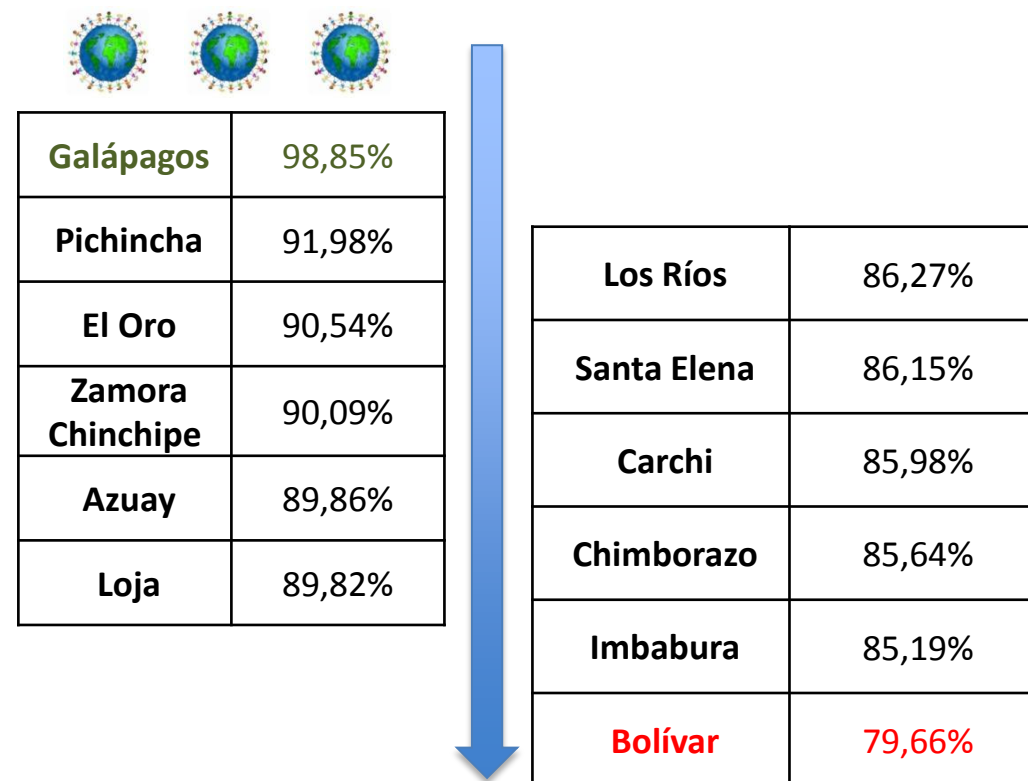 Galápagos 98,85%
Pichincha 91,98%
El Oro 90,54%
Zamora
Chinchipe 90,09%
Azuay 89,86%
Loja 89,82%
Los Ríos 86,27%
Santa Elena 86,15%
Carchi 85,98%
Chimborazo 85,64%
Imbabura 85,19%
Bolívar 79,66%